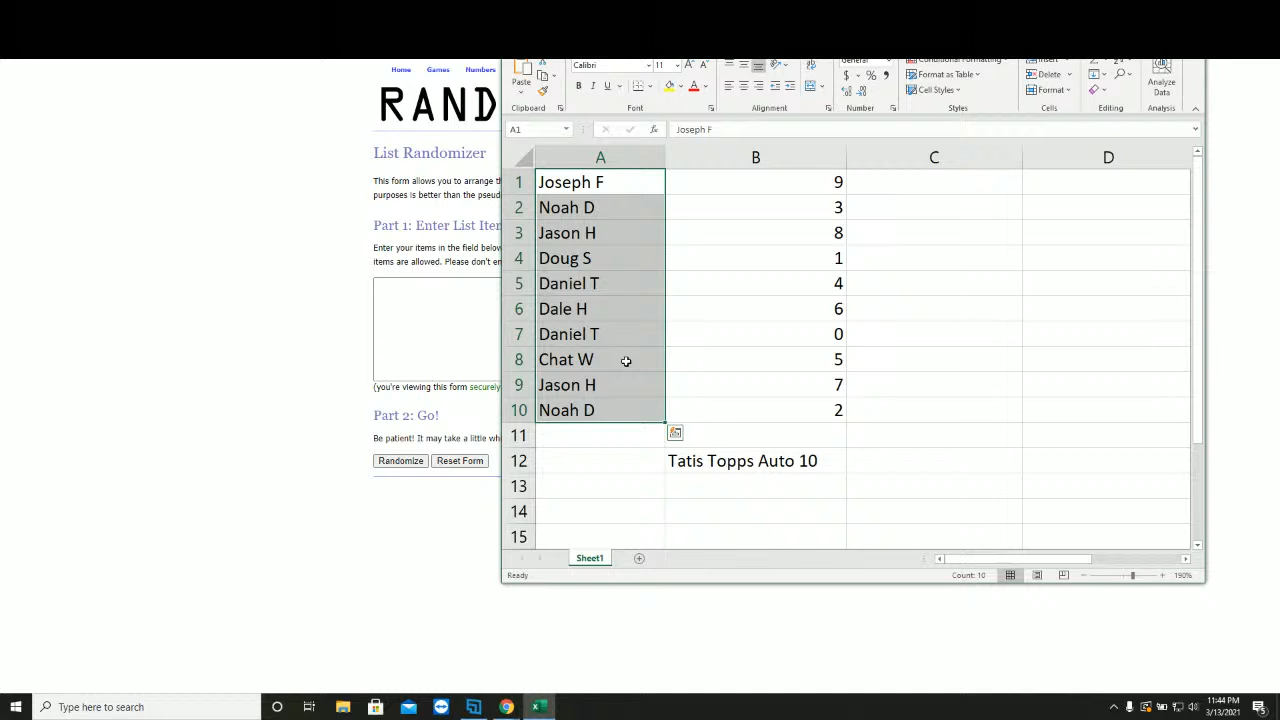 Home Games Numbers
RAND
List Randomizer
This form allows you to arrange th
purposes is better than the pseud
Part 1: Enter List Iter
Enter your items in the field below
items are allowed. Please don't en
(you're viewing this form securely
Part 2: Go!
Be patient! It may take a little wh
Randomize Reset Form
Calibri 11 General Conditional Formatting Insert
Paste Format as Table Delete Analyze
B I U A $ % , Cell Styles Format Data
Clipboard Font Alignment Number Styles Cells Editing Analysis
A1 fx Joseph F
A B C D
1 Joseph F 9
2 Noah D 3
3 Jason H 8
4 Doug S 1
5 Daniel T 4
6 Dale H 6
7 Daniel T 0
8 Chat W 5
9 Jason H 7
10 Noah D 2
11
12 Tatis Topps Auto 10
13
14
15
Sheet1
Ready Count: 10 190%
Type here to search
11:44 PM
3/13/2021
5